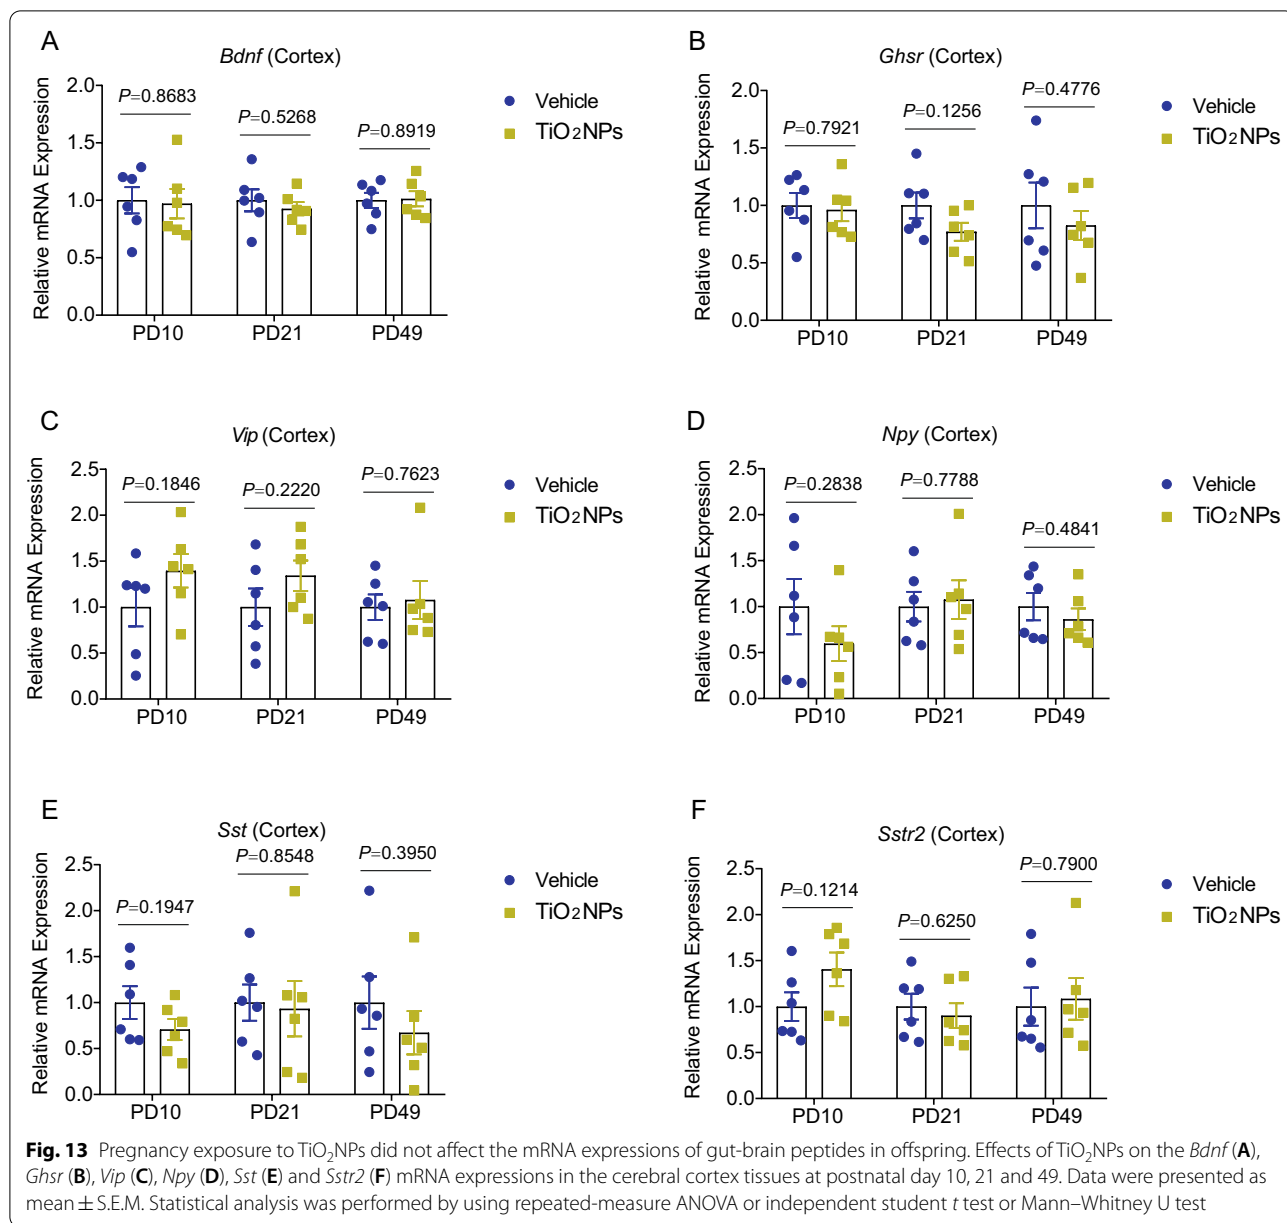 A
Bdnf (Cortex)
Relative mRNA Expression
2.0
1.5
1.0
0.5
0.0
P=0.8683
P=0.5268
P=0.8919
PD10 PD21 PD49
Vehicle
TiO2NPs
B
Ghsr (Cortex)
Relative mRNA Expression
2.0
1.5
1.0
0.5
0.0
P=0.7921
P=0.1256
P=0.4776
PD10 PD21 PD49
Vehicle
TiO2NPs
C
Vip (Cortex)
Relative mRNA Expression
2.5
2.0
1.5
1.0
0.5
0.0
P=0.1846
P=0.2220
P=0.7623
PD10 PD21 PD49
Vehicle
TiO2NPs
D
Npy (Cortex)
Relative mRNA Expression
2.5
2.0
1.5
1.0
0.5
0.0
P=0.2838
P=0.7788
P=0.4841
PD10 PD21 PD49
Vehicle
TiO2NPs
E
Sst (Cortex)
Relative mRNA Expression
2.5
2.0
1.5
1.0
0.5
0.0
P=0.1947
P=0.8548
P=0.3950
PD10 PD21 PD49
Vehicle
TiO2NPs
F
Sstr2 (Cortex)
Relative mRNA Expression
2.5
2.0
1.5
1.0
0.5
0.0
P=0.1214
P=0.6250
P=0.7900
PD10 PD21 PD49
Vehicle
TiO2NPs
Fig. 13 Pregnancy exposure to TiO₂NPs did not affect the mRNA expressions of gut-brain peptides in offspring. Effects of TiO₂NPs on the Bdnf (A),
Ghsr (B), Vip (C), Npy (D), Sst (E) and Sstr2 (F) mRNA expressions in the cerebral cortex tissues at postnatal day 10, 21 and 49. Data were presented as
mean ± S.E.M. Statistical analysis was performed by using repeated-measure ANOVA or independent student t test or Mann–Whitney U test